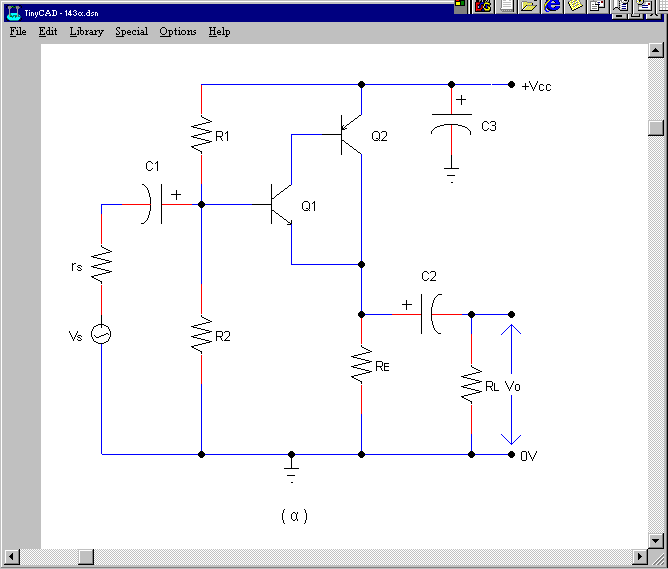 TinyCAD - 143α.dsn
File Edit Library Special Options Help
+Vcc
+
C3
R1
Q2
C1
+
Q1
rs
C2
+
Vs
R2
RE
RL Vo
0V
( α )